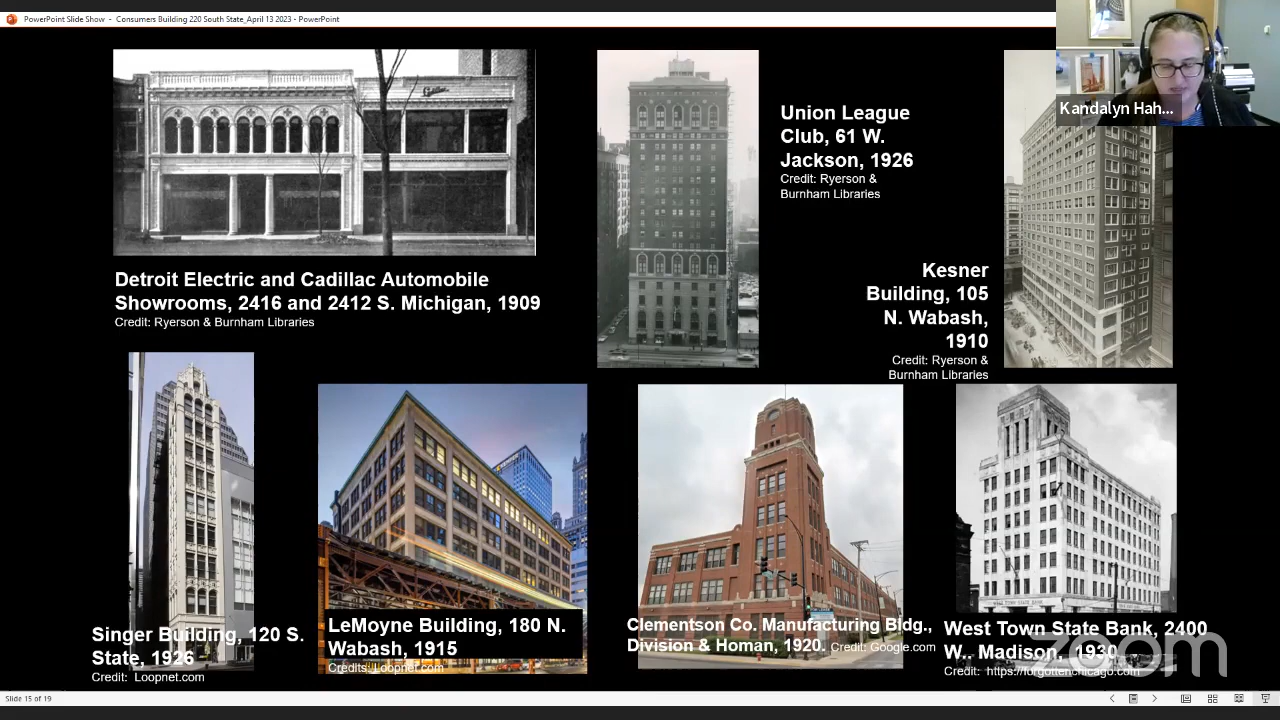 PowerPoint Slide Show - Consumers Building 220 South State_April 13 2023 - PowerPoint
Kandalyn Hah...
Union League
Club, 61 W.
Jackson, 1926
Credit: Ryerson &
Burnham Libraries
Detroit Electric and Cadillac Automobile
Showrooms, 2416 and 2412 S. Michigan, 1909
Credit: Ryerson & Burnham Libraries
Kesner
Building, 105
N. Wabash,
1910
Credit: Ryerson &
Burnham Libraries
Singer Building, 120 S.
State, 1926
Credit: Loopnet.com
LeMoyne Building, 180 N.
Wabash, 1915
Credits: Loopnet.com
Clementson Co. Manufacturing Bldg.,
Division & Homan, 1920. Credit: Google.com
West Town State Bank, 2400
W.. Madison, 1930
Credit: https://forgottenchicago.com
zoom
Slide 15 of 19